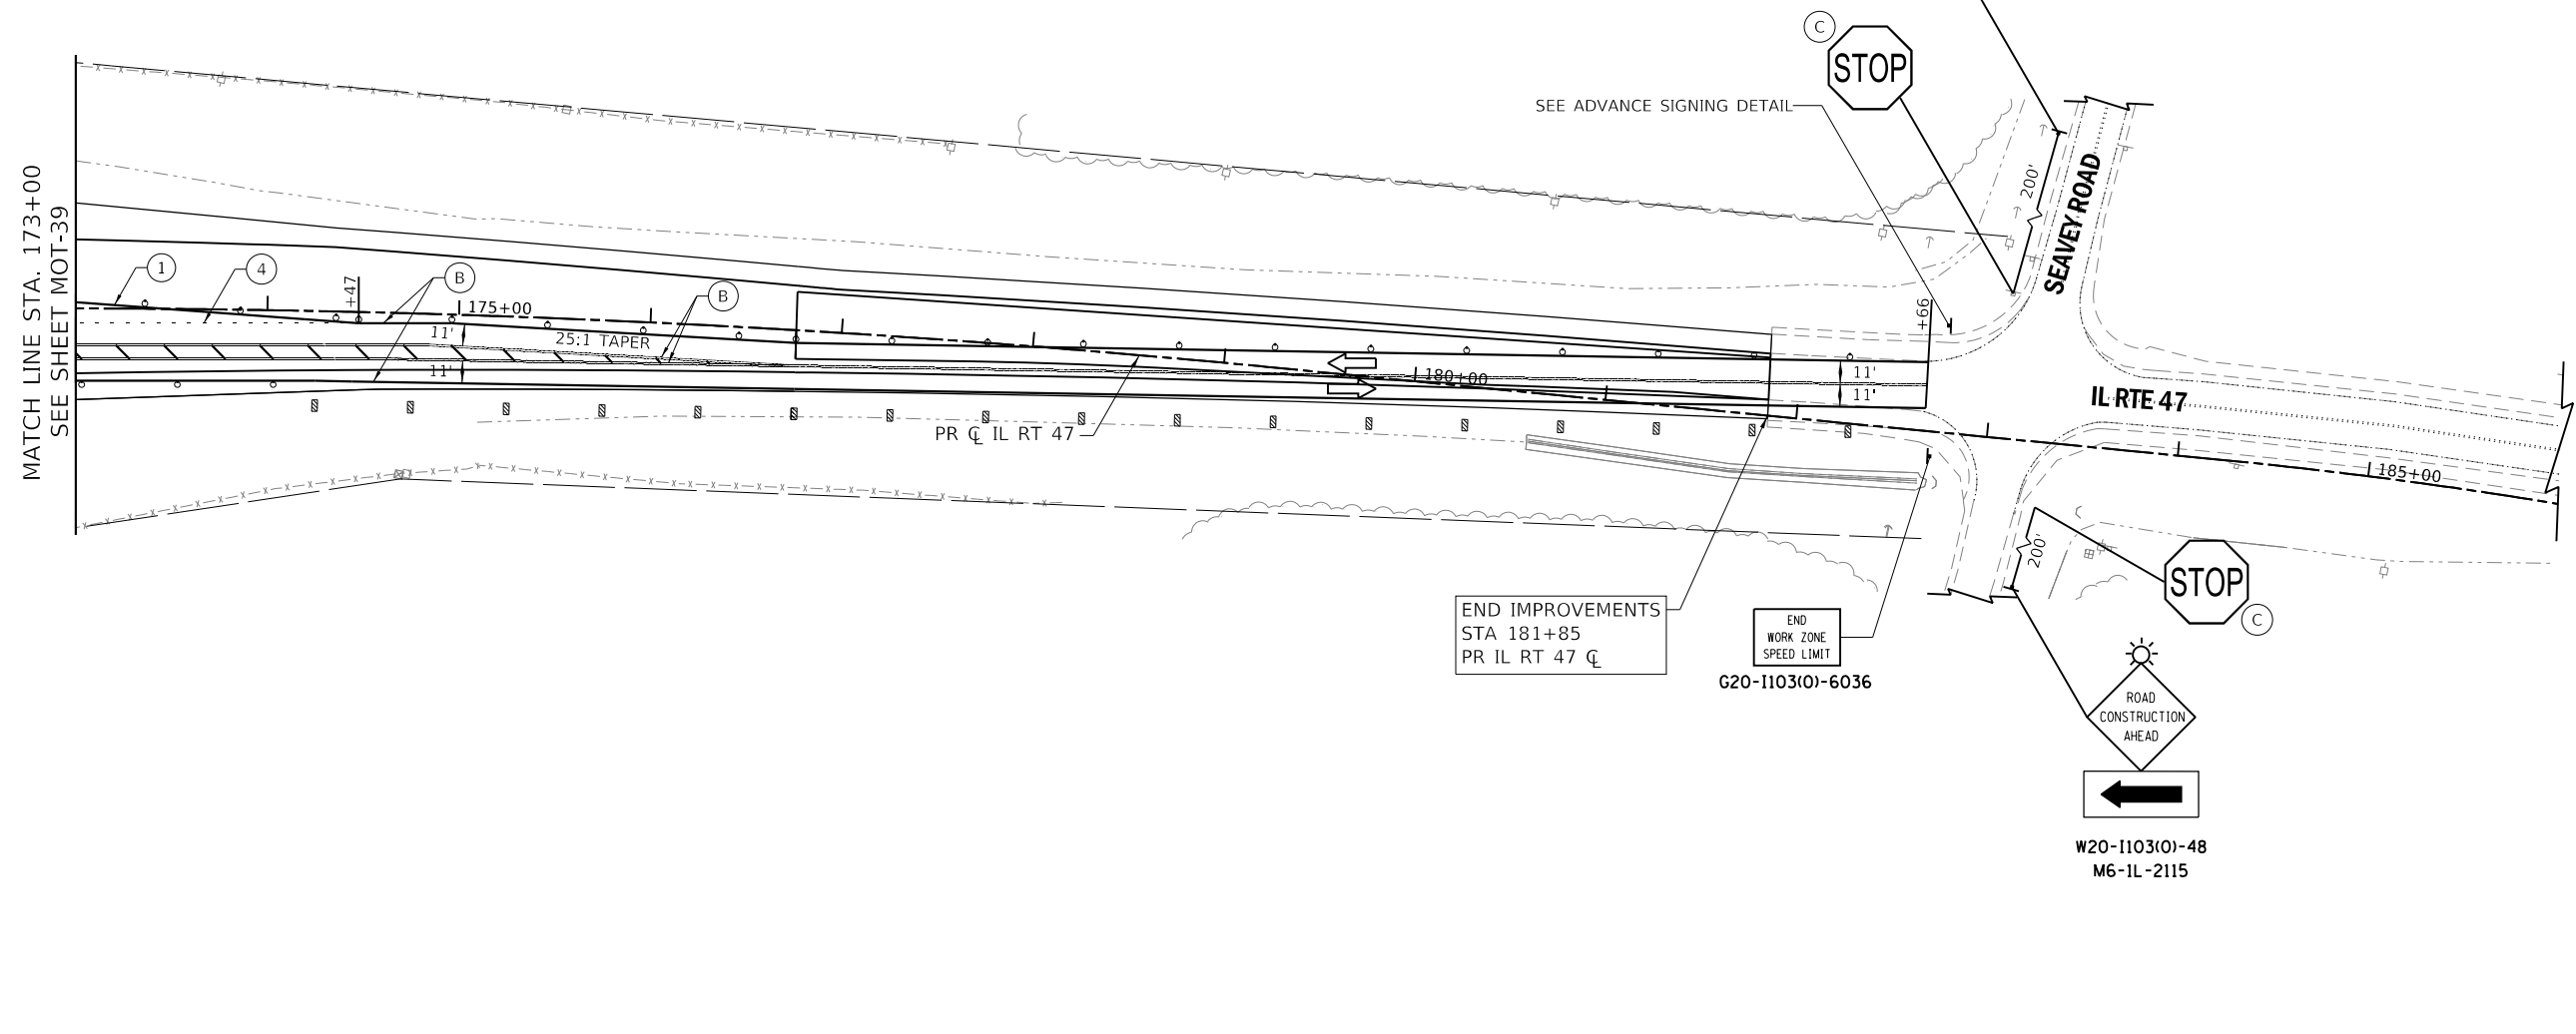 C
STOP
SEE ADVANCE SIGNING DETAIL
200'
SEAVEY ROAD
MATCH LINE STA. 173+00
SEE SHEET MOT-39
1
4
+47
B
175+00
B
11'
25:1 TAPER
11'
+66
180+00
11'
11'
IL RTE 47
PR ℄ IL RT 47
185+00
200'
STOP
C
END IMPROVEMENTS
STA 181+85
PR IL RT 47 ℄
END
WORK ZONE
SPEED LIMIT
G20-I103(0)-6036
ROAD
CONSTRUCTION
AHEAD
W20-I103(0)-48
M6-1L-2115